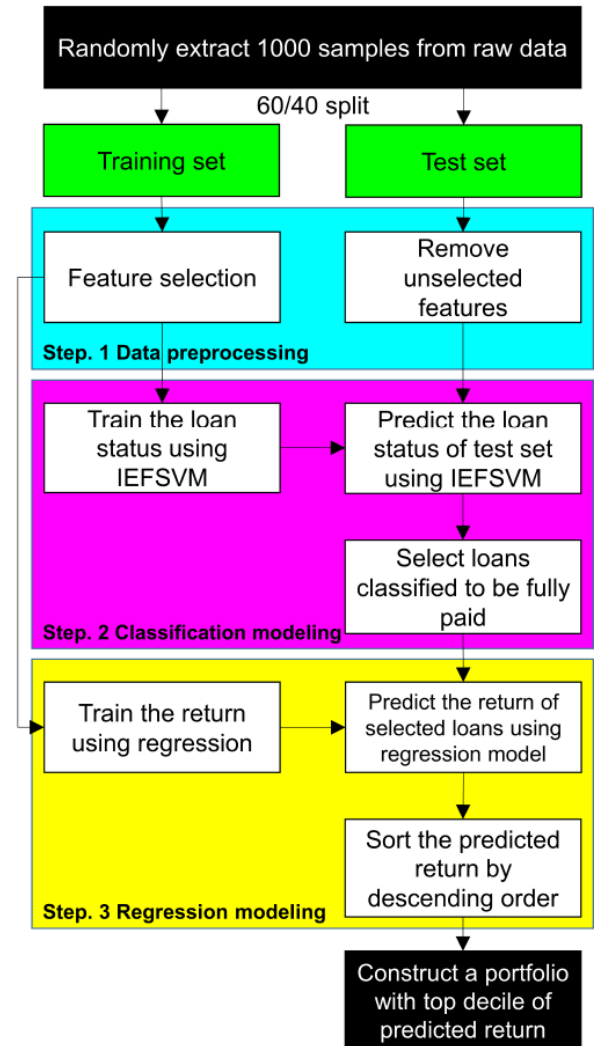 Randomly extract 1000 samples from raw data
60/40 split
Training set
Test set
Feature selection
Remove
unselected
features
Step. 1 Data preprocessing
Train the loan
status using
IEFSVM
Predict the loan
status of test set
using IEFSVM
Select loans
classified to be fully
paid
Step. 2 Classification modeling
Train the return
using regression
Predict the return of
selected loans using
regression model
Sort the predicted
return by
descending order
Step. 3 Regression modeling
Construct a portfolio
with top decile of
predicted return